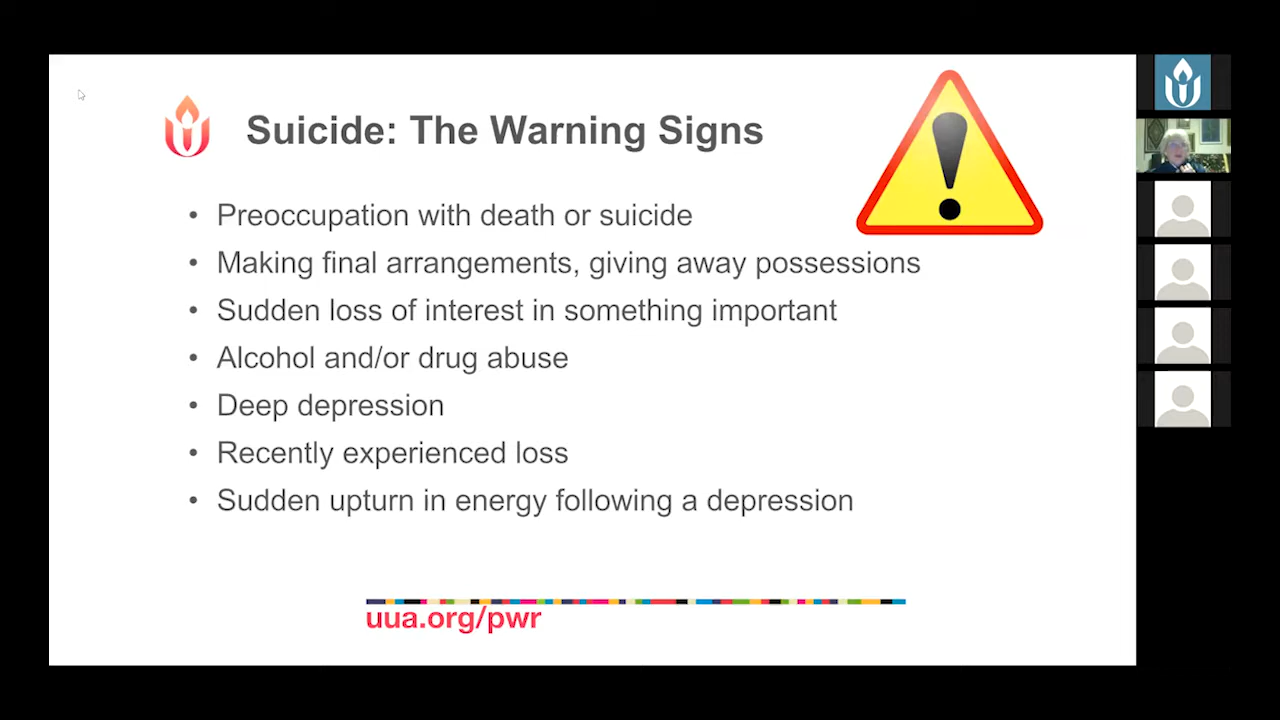 Suicide: The Warning Signs
• Preoccupation with death or suicide
• Making final arrangements, giving away possessions
• Sudden loss of interest in something important
• Alcohol and/or drug abuse
• Deep depression
• Recently experienced loss
• Sudden upturn in energy following a depression
uua.org/pwr